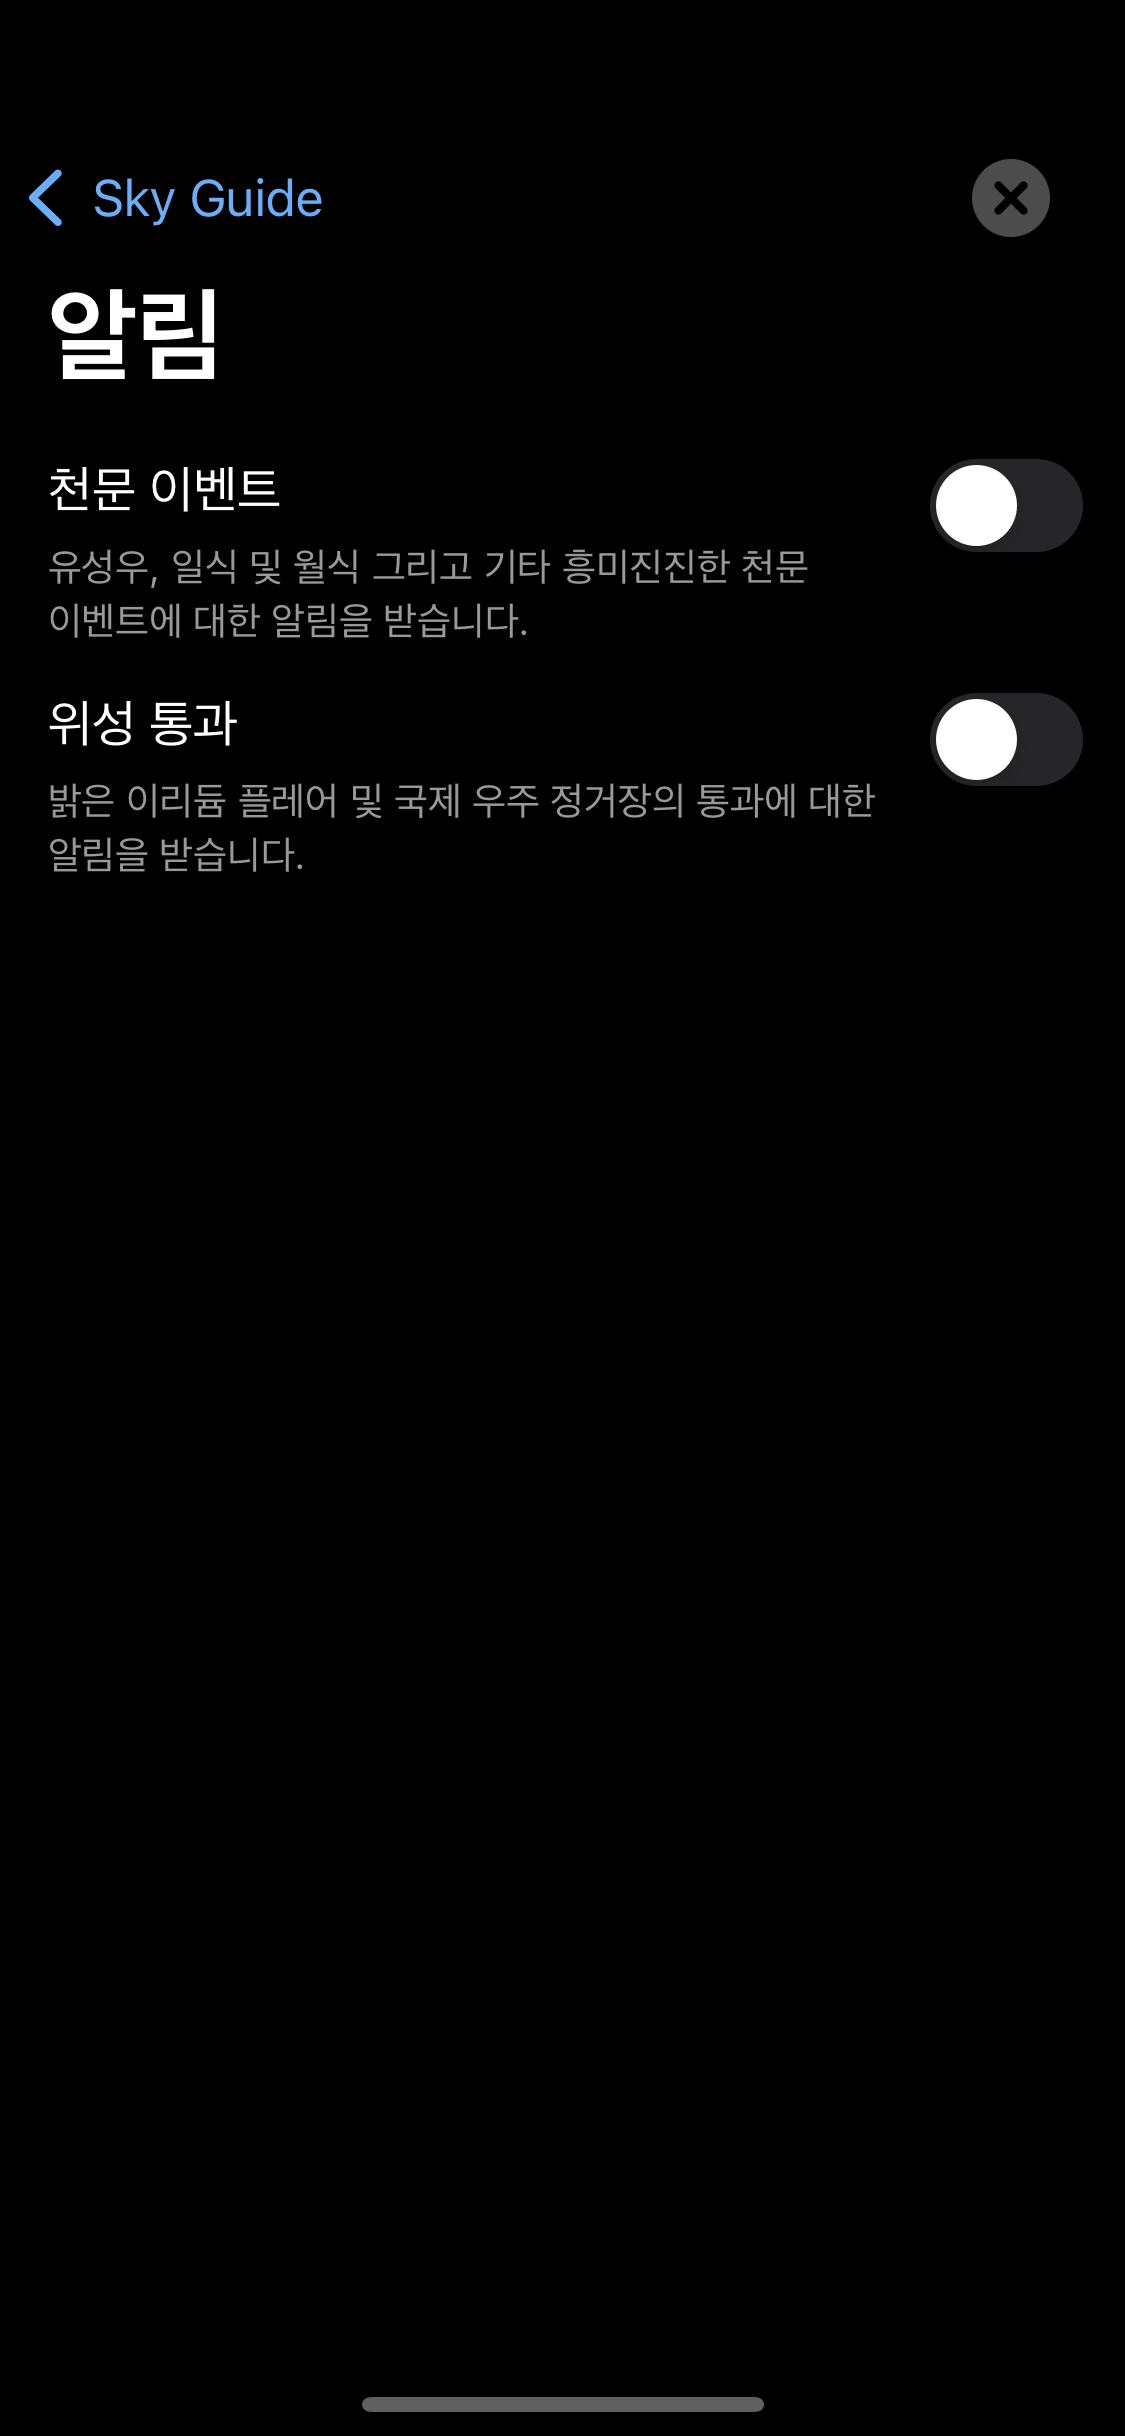 Sky Guide
알림
천문 이벤트
유성우, 일식 및 월식 그리고 기타 흥미진진한 천문
이벤트에 대한 알림을 받습니다.
위성 통과
밝은 이리듐 플레어 및 국제 우주 정거장의 통과에 대한
알림을 받습니다.